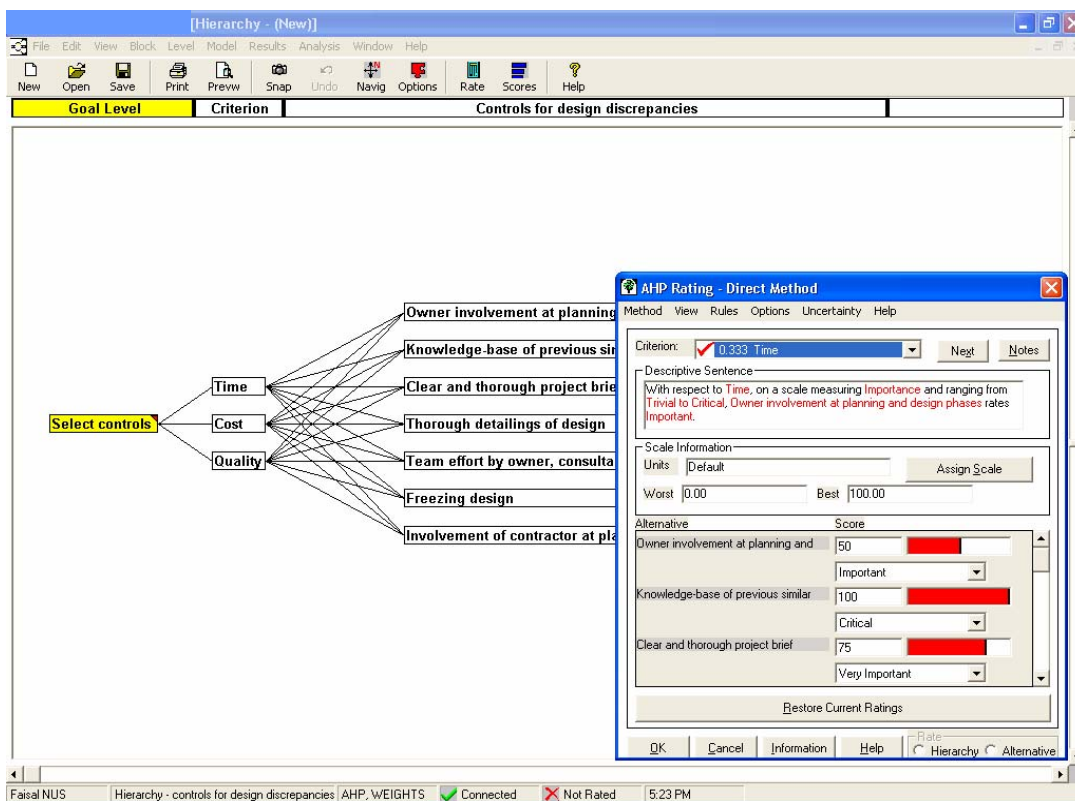 [Hierarchy - (New)]
File Edit View Block Level Model Results Analysis Window Help
New Open Save Print Prevw Snap Undo Navig Options Rate Scores Help
Goal Level Criterion Controls for design discrepancies
Owner involvement at planning
Knowledge-base of previous sim
Clear and thorough project brie
Time
Select controls Cost Thorough detailings of design
Quality Team effort by owner, consulta
Freezing design
Involvement of contractor at pla
AHP Rating - Direct Method
Method View Rules Options Uncertainty Help
Criterion: 0.333 Time Next Notes
Descriptive Sentence
With respect to Time, on a scale measuring Importance and ranging from
Trivial to Critical, Owner involvement at planning and design phases rates
Important.
Scale Information
Units Default Assign Scale
Worst 0.00 Best 100.00
Alternative Score
Owner involvement at planning and 50
Important
Knowledge-base of previous similar 100
Critical
Clear and thorough project brief 75
Very Important
Restore Current Ratings
OK Cancel Information Help Rate Hierarchy Alternative
Faisal NUS Hierarchy - controls for design discrepancies AHP, WEIGHTS Connected Not Rated 5:23 PM